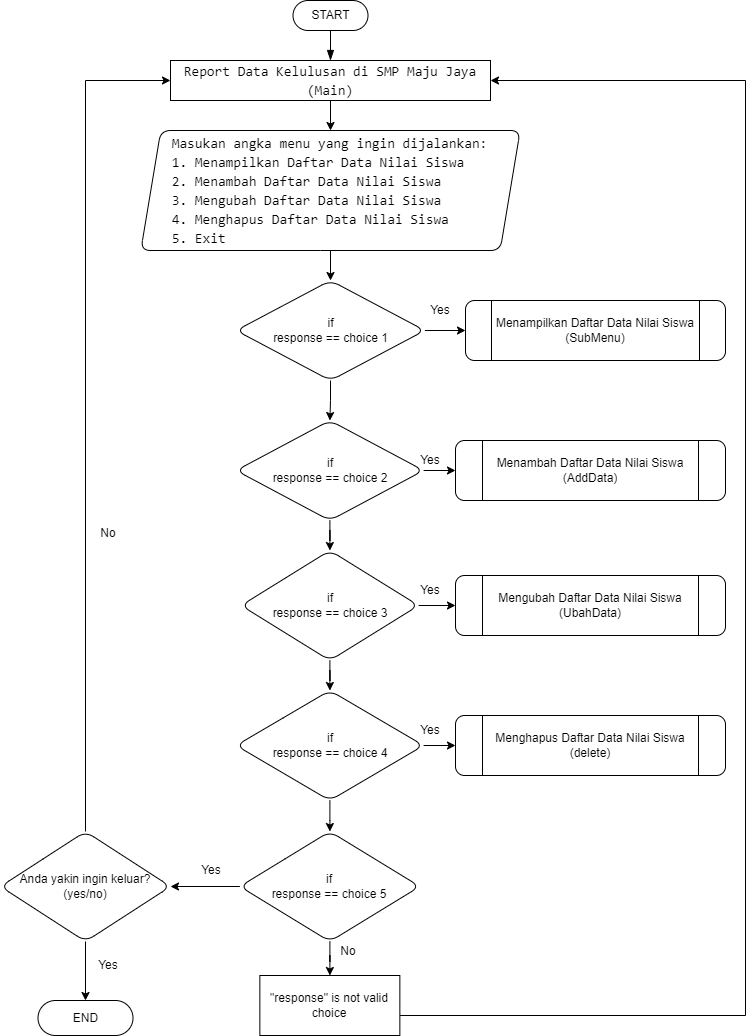 START
Report Data Kelulusan di SMP Maju Jaya
(Main)
Masukan angka menu yang ingin dijalankan:
1. Menampilkan Daftar Data Nilai Siswa
2. Menambah Daftar Data Nilai Siswa
3. Mengubah Daftar Data Nilai Siswa
4. Menghapus Daftar Data Nilai Siswa
5. Exit
if
response == choice 1
Yes
Menampilkan Daftar Data Nilai Siswa
(SubMenu)
if
response == choice 2
Yes
Menambah Daftar Data Nilai Siswa
(AddData)
No
if
response == choice 3
Yes
Mengubah Daftar Data Nilai Siswa
(UbahData)
if
response == choice 4
Yes
Menghapus Daftar Data Nilai Siswa
(delete)
if
response == choice 5
Yes
Anda yakin ingin keluar?
(yes/no)
No
Yes
"response" is not valid
choice
END